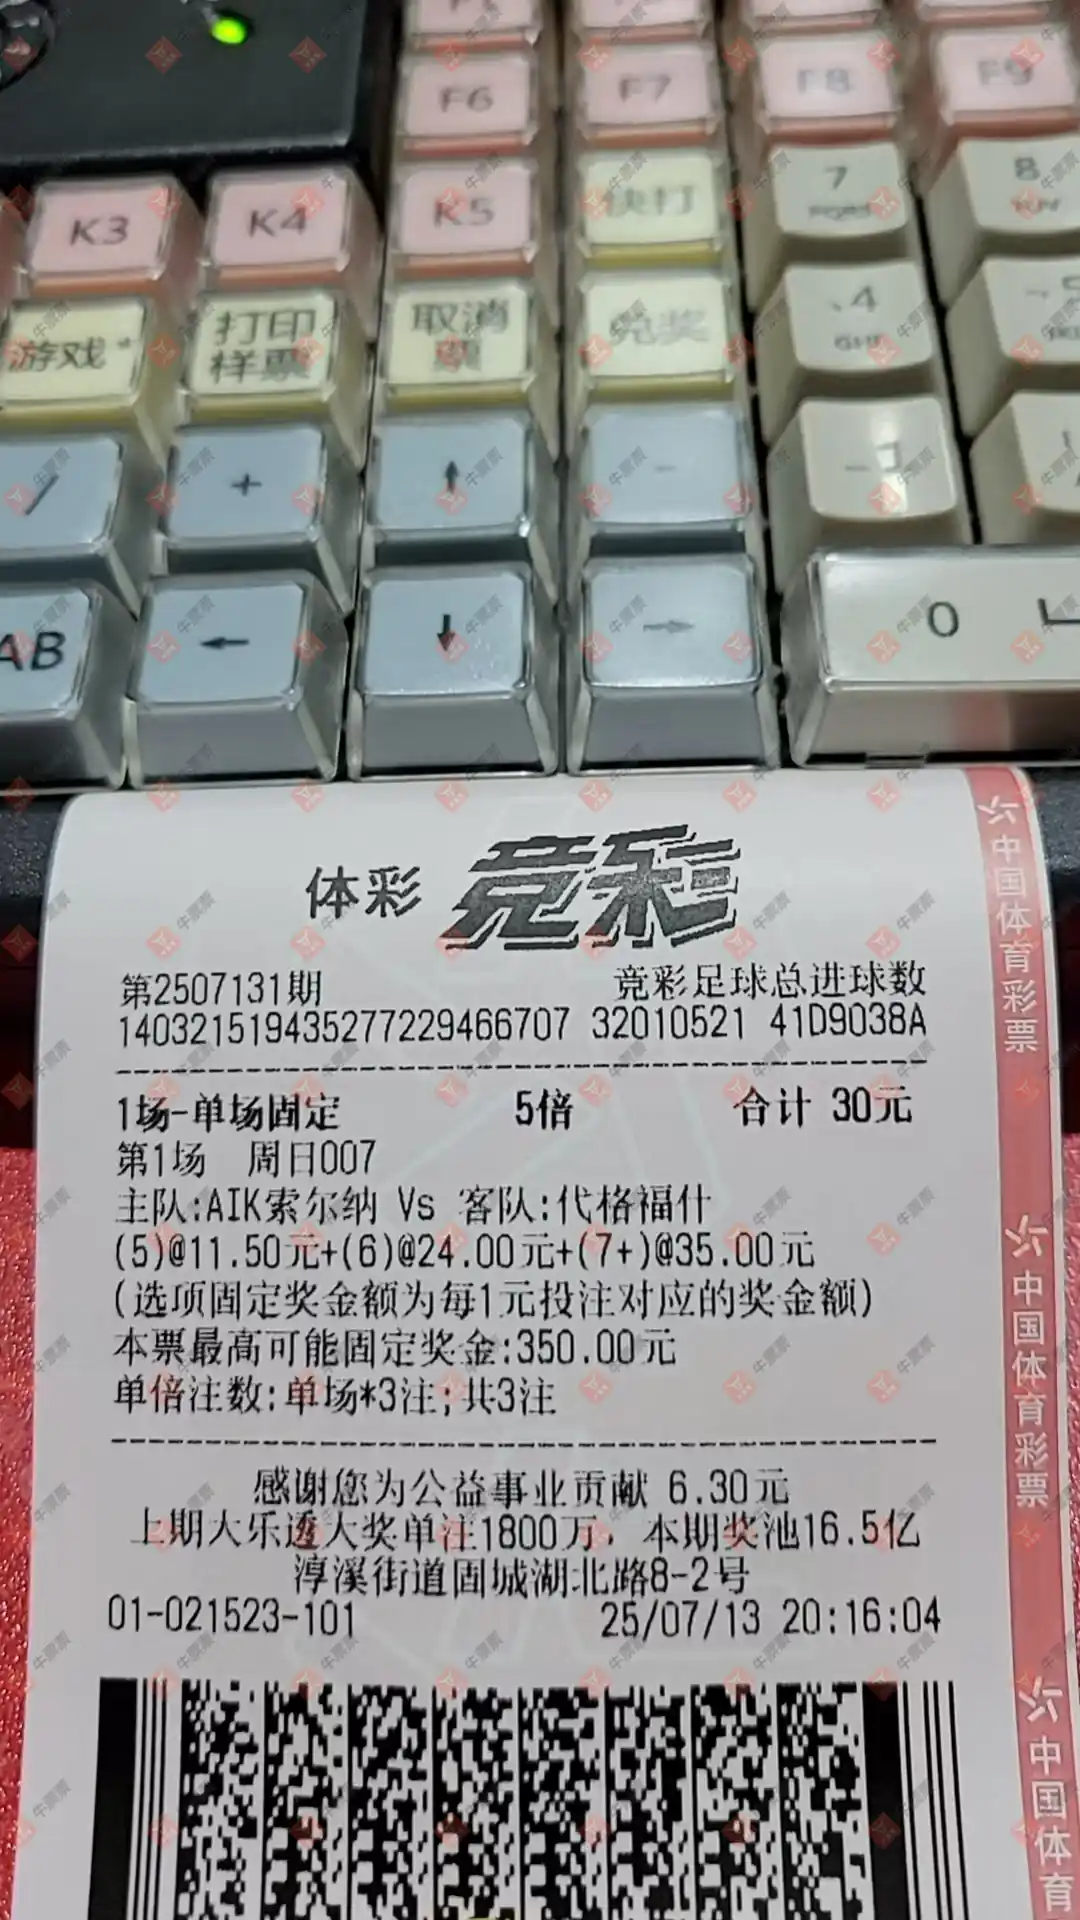 F6 F7 F8 F9
K3 K4 K5 快打 7 8
游戏 打印样票 取消票 兑奖 4
GHI
+ ↑ -
AB ← ↓ → 0
体彩 竞彩
第2507131期 竞彩足球总进球数
140321519435277229466707 32010521 41D9038A
1场-单场固定 5倍 合计 30元
第1场 周日007
主队:AIK索尔纳 Vs 客队:代格福什
(5)@11.50元+(6)@24.00元+(7+)@35.00元
(选项固定奖金额为每1元投注对应的奖金额)
本票最高可能固定奖金:350.00元
单倍注数:单场*3注;共3注
感谢您为公益事业贡献 6.30元
上期大乐透大奖单注1800万，本期奖池16.5亿
淳溪街道固城湖北路8-2号
01-021523-101 25/07/13 20:16:04
中国体育彩票
中国体育彩票
中国体育
牛票票